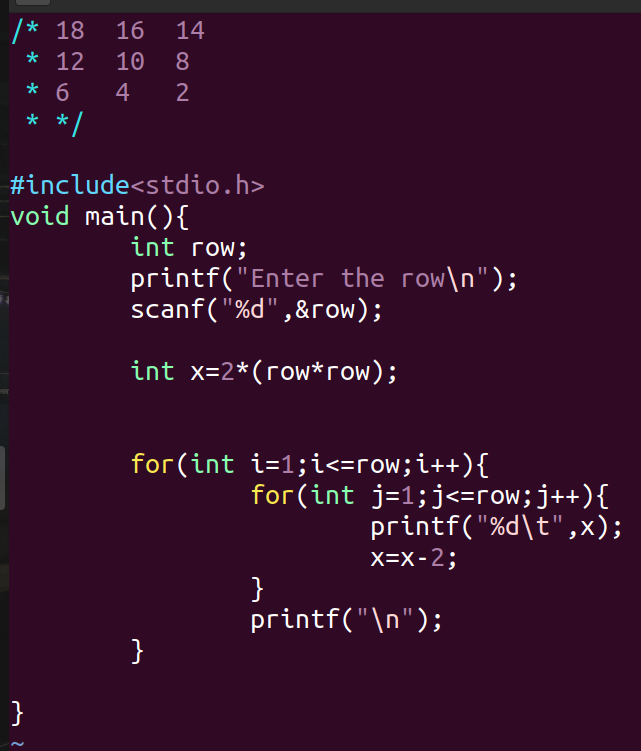 /* 18  16  14
 * 12  10  8
 * 6   4   2
 * */
#include<stdio.h>
void main(){
        int row;
        printf("Enter the row\n");
        scanf("%d",&row);
        int x=2*(row*row);
        for(int i=1;i<=row;i++){
                for(int j=1;j<=row;j++){
                        printf("%d\t",x);
                        x=x-2;
                }
                printf("\n");
        }
}
~